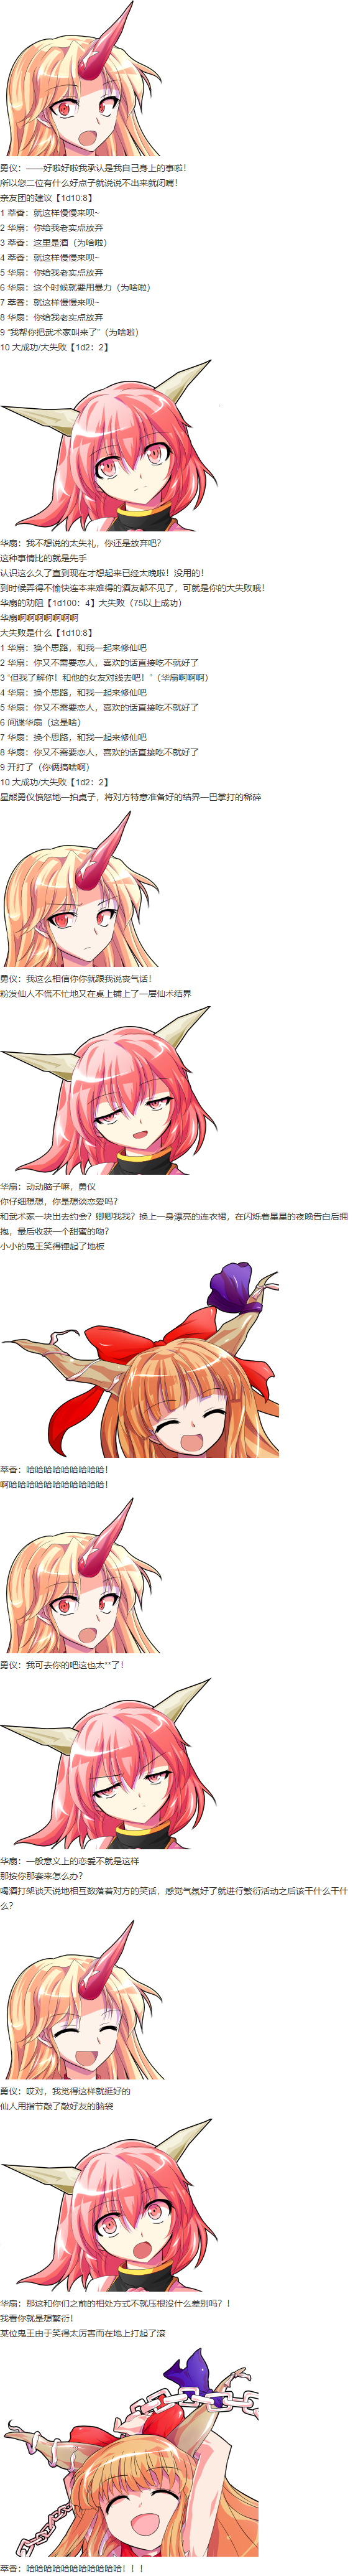 勇仪：——好啦好啦我承认是我自己身上的事啦！
所以您二位有什么好点子就说说不出来就闭嘴！
亲友团的建议【1d10:8】
1 萃香：就这样慢慢来呗~
2 华扇：你给我老实点放弃
3 萃香：这里是酒（为啥啦）
4 萃香：就这样慢慢来呗~
5 华扇：你给我老实点放弃
6 华扇：这个时候就要用暴力（为啥啦）
7 萃香：就这样慢慢来呗~
8 华扇：你给我老实点放弃
9 “我帮你把武术家叫来了”（为啥啦）
10 大成功/大失败【1d2：2】
华扇：我不想说的太失礼，你还是放弃吧？
这种事情比的就是先手
认识这么久了直到现在才想起来已经太晚啦！没用的！
到时候弄得不愉快连本来难得的酒友都不见了，可就是你的大失败哦！
华扇的劝阻【1d100：4】大失败（75以上成功）
华扇啊啊啊啊啊啊啊
大失败是什么【1d10:8】
1 华扇：换个思路，和我一起来修仙吧
2 华扇：你又不需要恋人，喜欢的话直接吃不就好了
3 “但我了解你！和他的女友对线去吧！”（华扇啊啊啊）
4 华扇：换个思路，和我一起来修仙吧
5 华扇：你又不需要恋人，喜欢的话直接吃不就好了
6 间谍华扇（这是啥）
7 华扇：换个思路，和我一起来修仙吧
8 华扇：你又不需要恋人，喜欢的话直接吃不就好了
9 开打了（你俩搞啥啊）
10 大成功/大失败【1d2：2】
星熊勇仪愤怒地一拍桌子，将对方特意准备好的结界一巴掌打的稀碎
勇仪：我这么相信你你就跟我说丧气话！
粉发仙人不慌不忙地又在桌上铺上了一层仙术结界
华扇：动动脑子嘛，勇仪
你仔细想想，你是想谈恋爱吗？
和武术家一块出去约会？卿卿我我？换上一身漂亮的连衣裙，在闪烁着星星的夜晚告白后拥
抱，最后收获一个甜蜜的吻？
小小的鬼王笑得锤起了地板
萃香：哈哈哈哈哈哈哈哈哈！
啊哈哈哈哈哈哈哈哈哈哈哈！
勇仪：我可去你的吧这也太**了！
华扇：一般意义上的恋爱不就是这样
那按你那套来怎么办？
喝酒打架谈天说地相互数落着对方的笑话，感觉气氛好了就进行繁衍活动之后该干什么干什
么？
勇仪：哎对，我觉得这样就挺好的
仙人用指节敲了敲好友的脑袋
华扇：那这和你们之前的相处方式不就压根没什么差别吗？！
我看你就是想繁衍！
某位鬼王由于笑得太厉害而在地上打起了滚
萃香：哈哈哈哈哈哈哈哈哈哈哈！！！